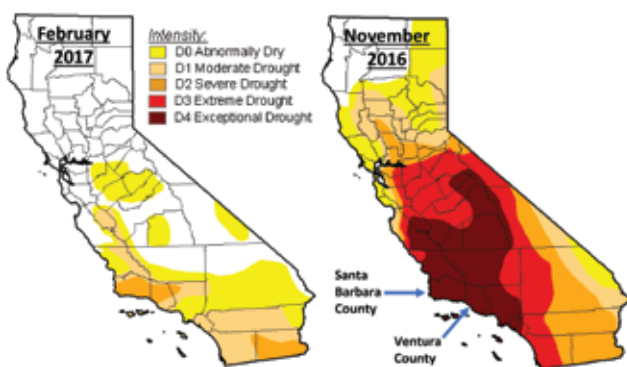 February
2017
Intensity:
D0 Abnormally Dry
D1 Moderate Drought
D2 Severe Drought
D3 Extreme Drought
D4 Exceptional Drought
November
2016
Santa
Barbara
County
Ventura
County